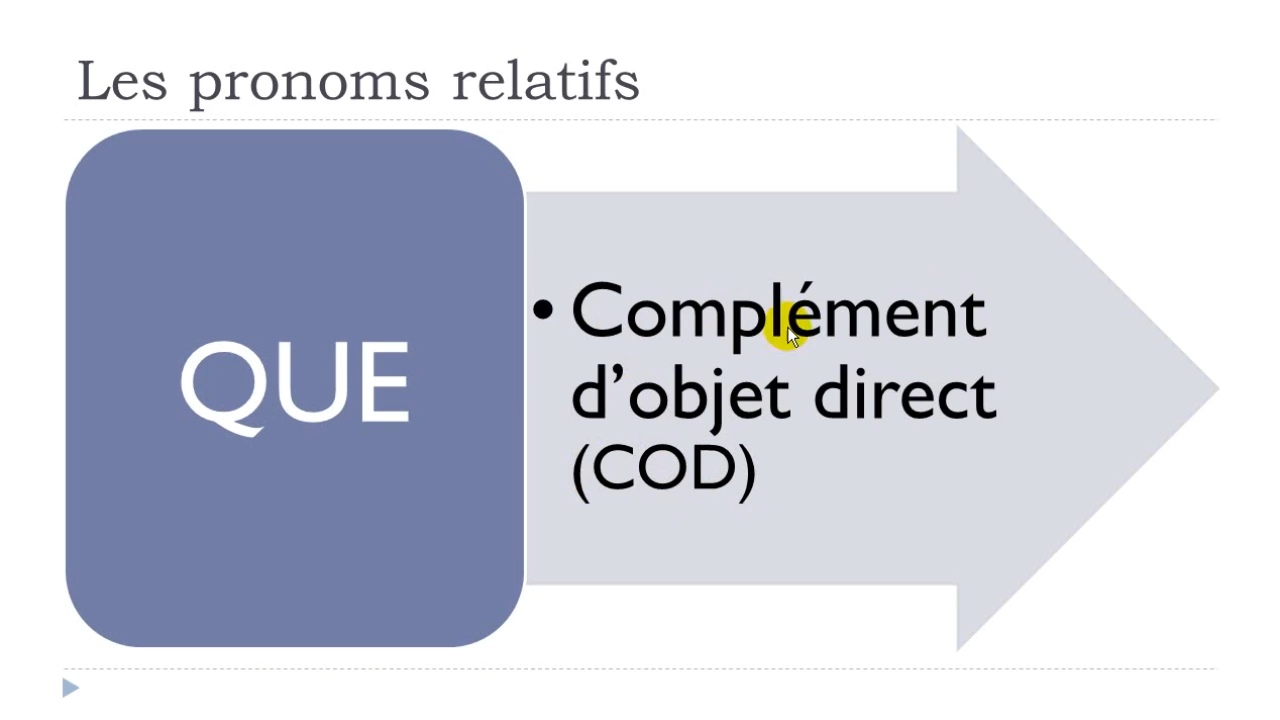 Les pronoms relatifs
QUE
• Complément
d’objet direct
(COD)